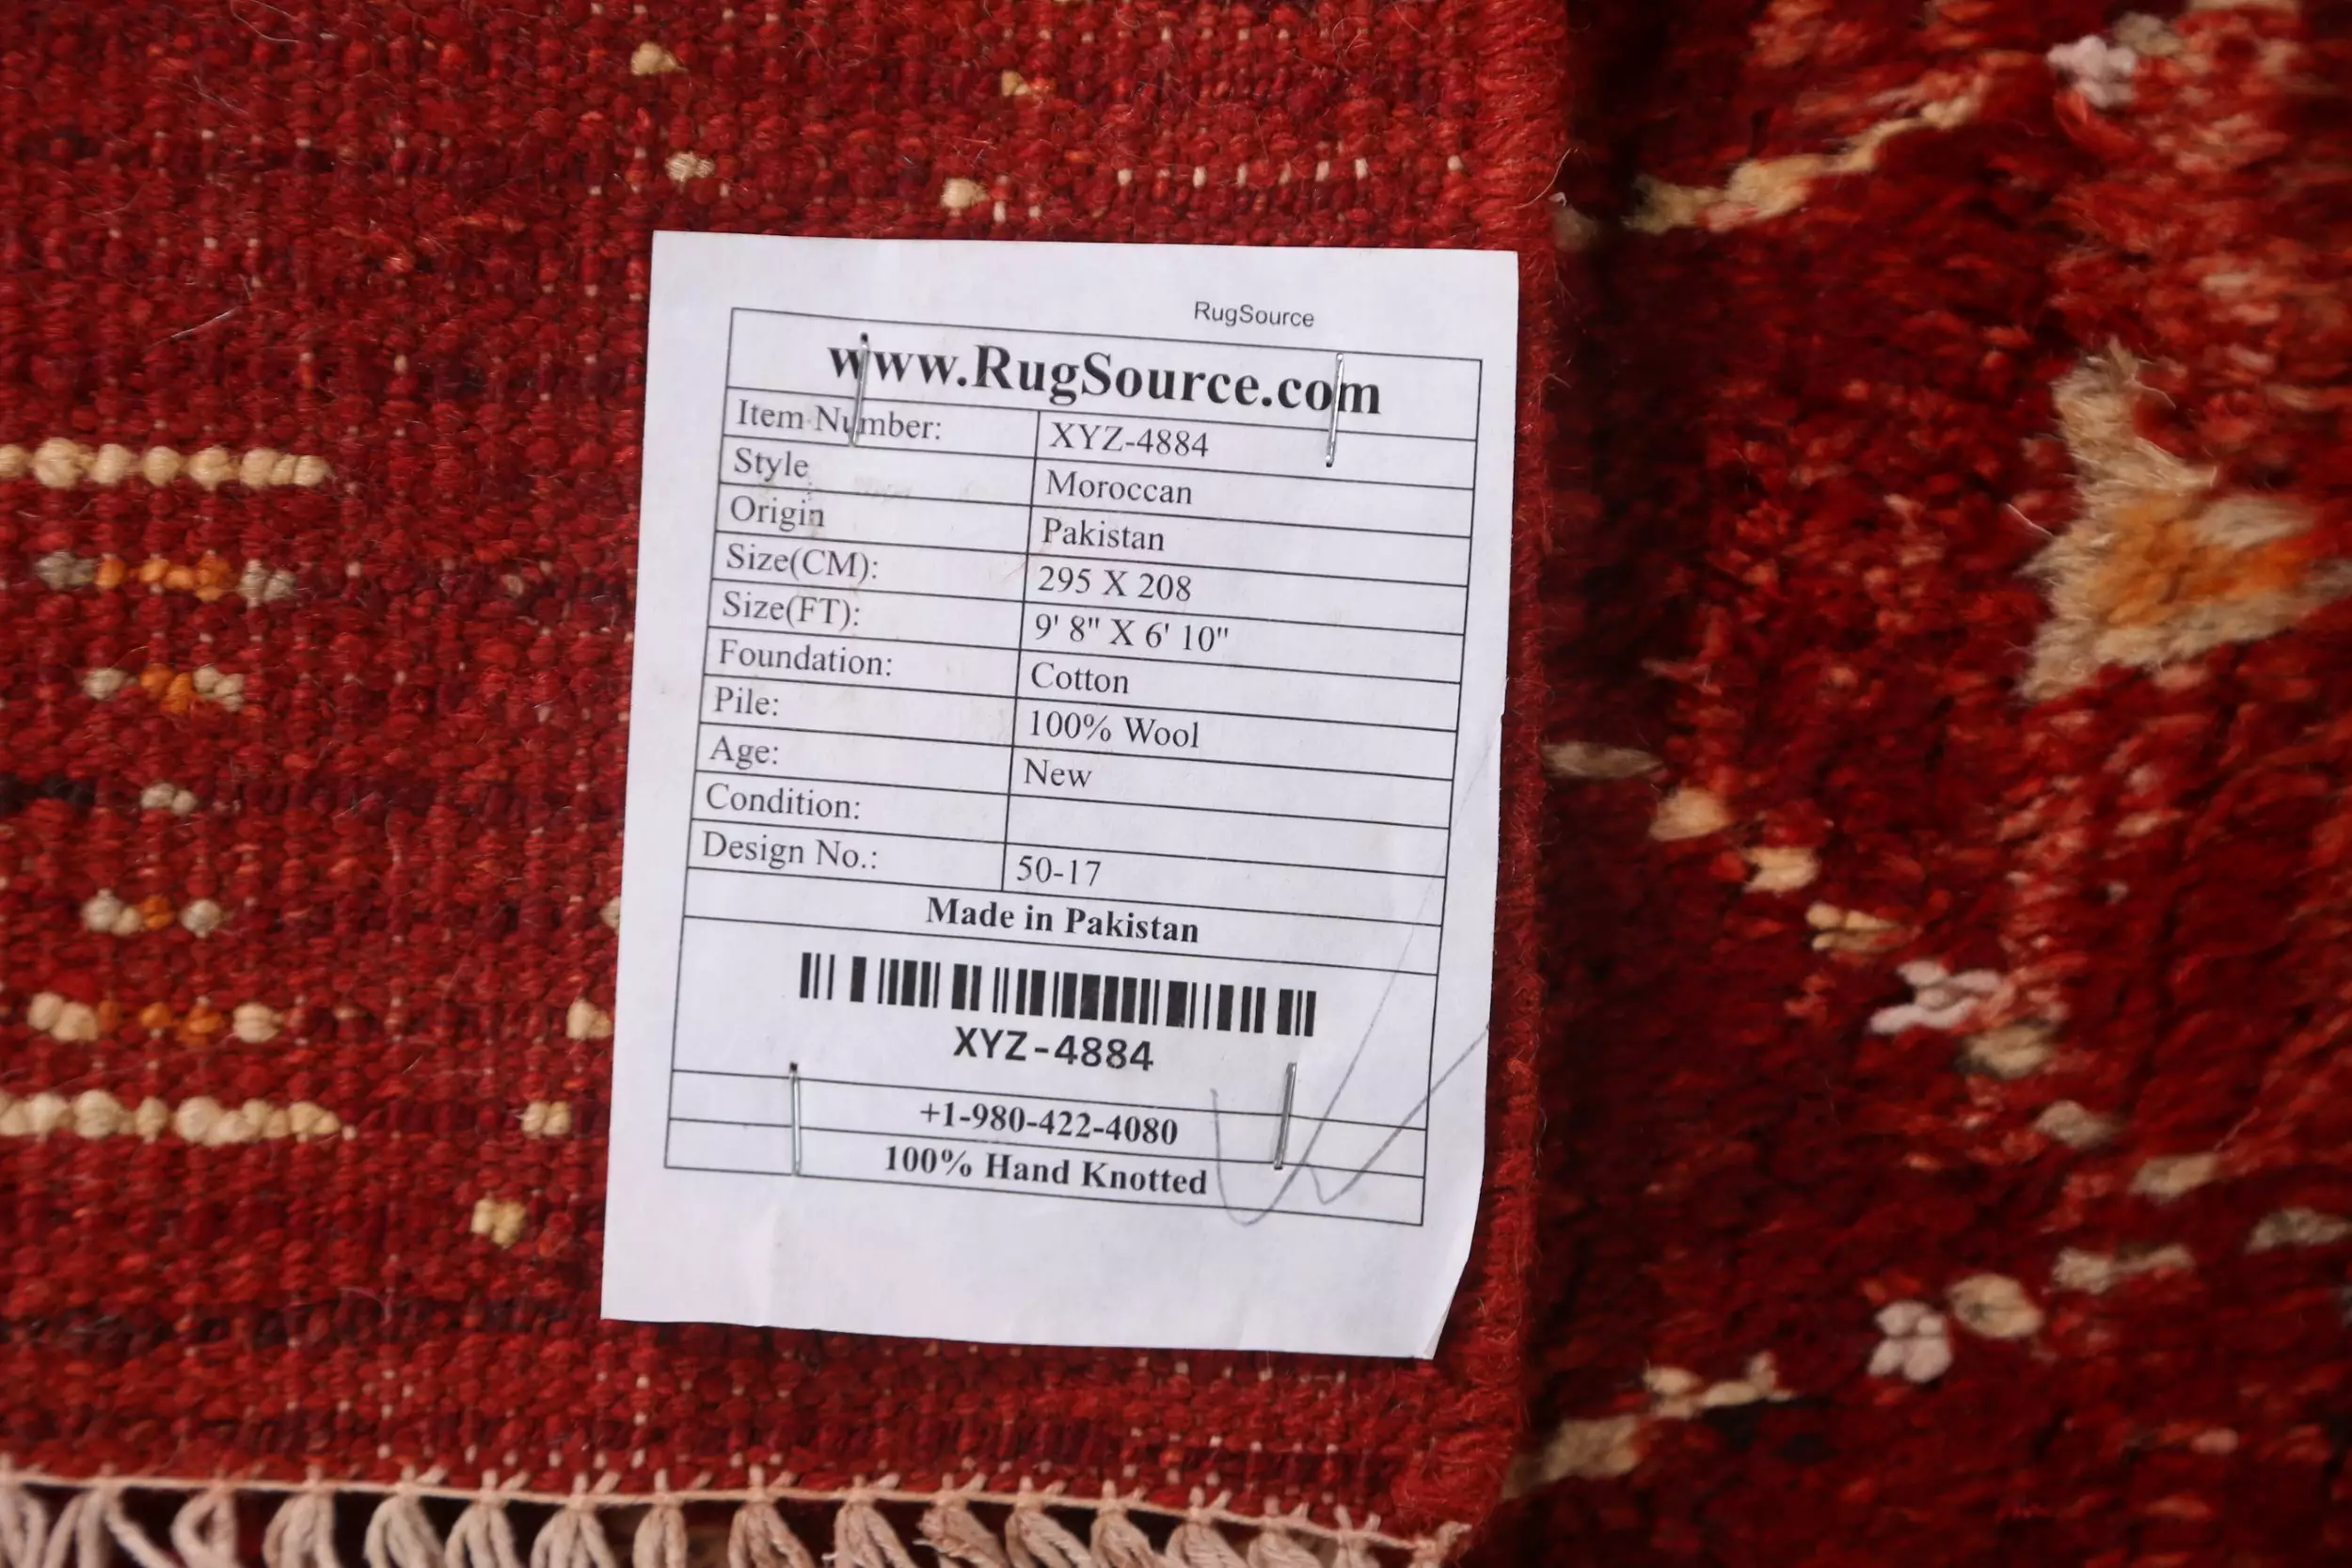 RugSource
www.RugSource.com
Item Number: XYZ-4884
Style Moroccan
Origin Pakistan
Size(CM): 295 X 208
Size(FT): 9' 8" X 6' 10"
Foundation: Cotton
Pile: 100% Wool
Age: New
Condition:
Design No.: 50-17
Made in Pakistan
XYZ-4884
+1-980-422-4080
100% Hand Knotted